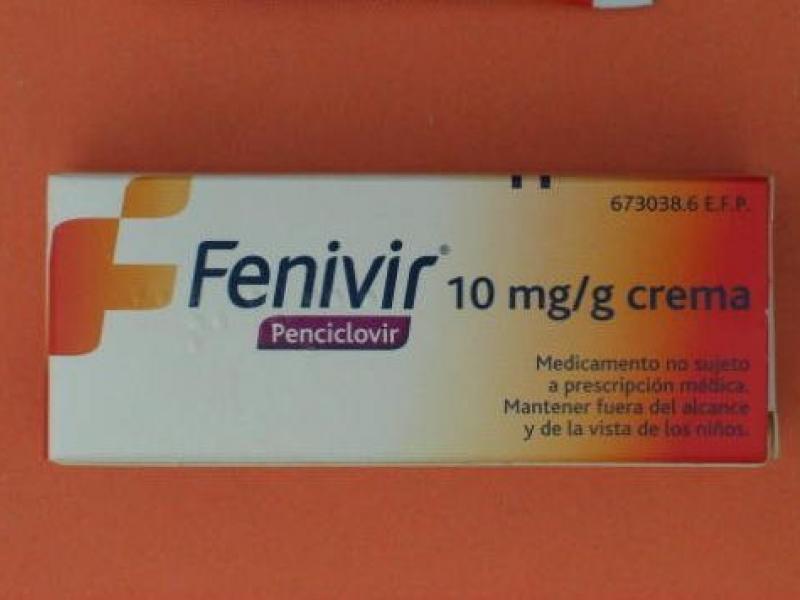 673038.6 E.F.P.
Fenivir® 10 mg/g crema
Penciclovir
Medicamento no sujeto
a prescripción médica.
Mantener fuera del alcance
y de la vista de los niños.